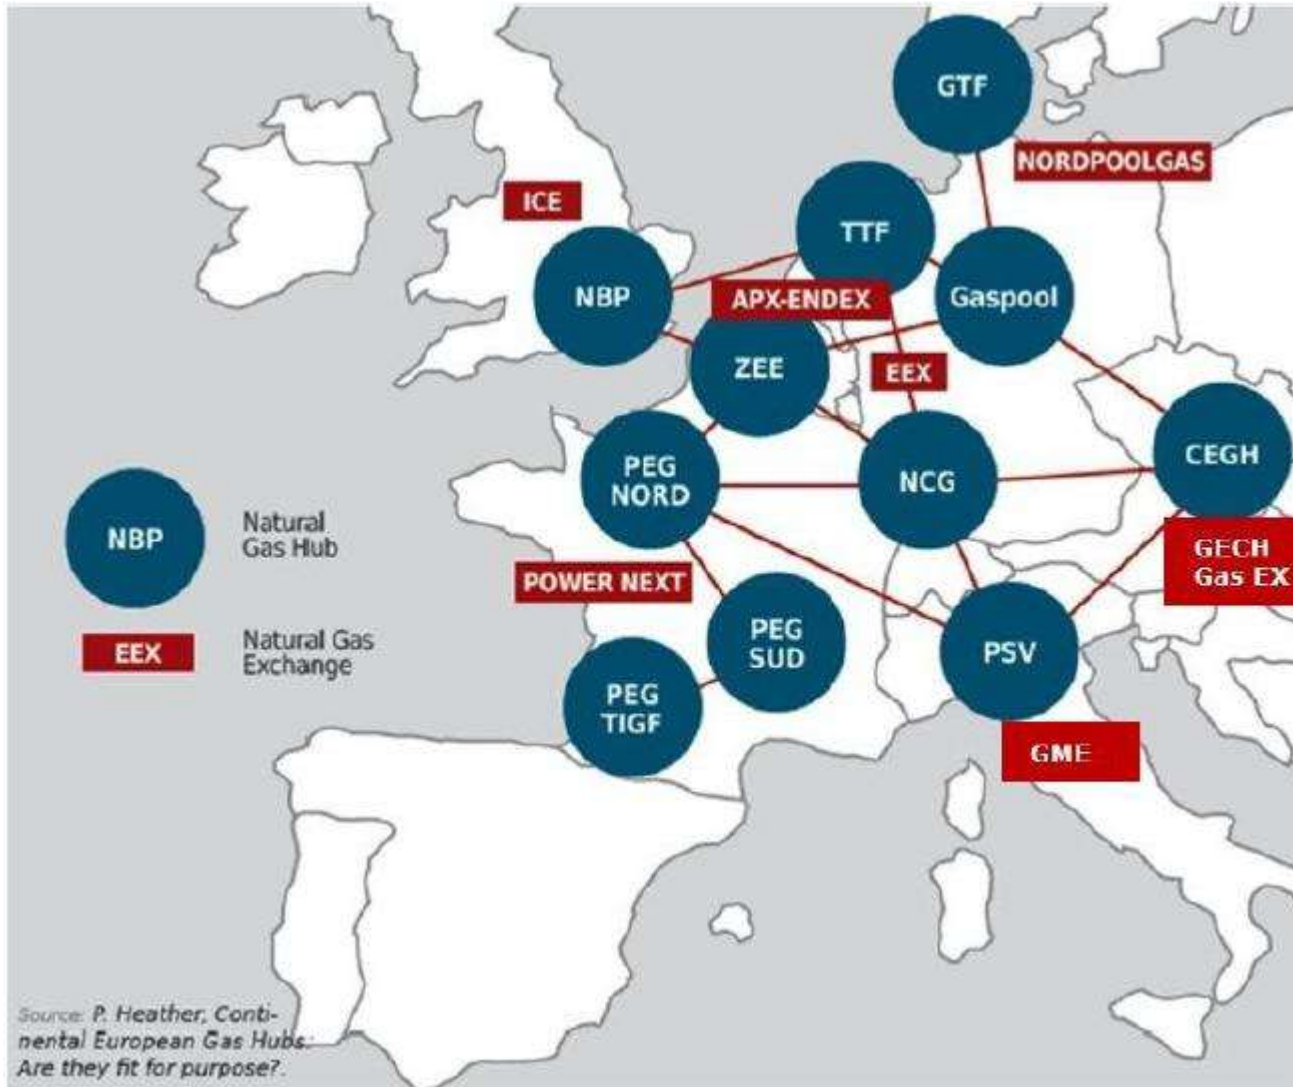 GTF
NORDPOOLGAS
ICE
TTF
NBP
APX-ENDEX
Gaspool
ZEE
EEX
PEG
NORD
NCG
CEGH
NBP
Natural
Gas Hub
GECH
Gas EX
POWER NEXT
EEX
Natural Gas
Exchange
PEG
SUD
PSV
PEG
TIGF
GME
Source: P. Heather, Conti-
nental European Gas Hubs:
Are they fit for purpose?.